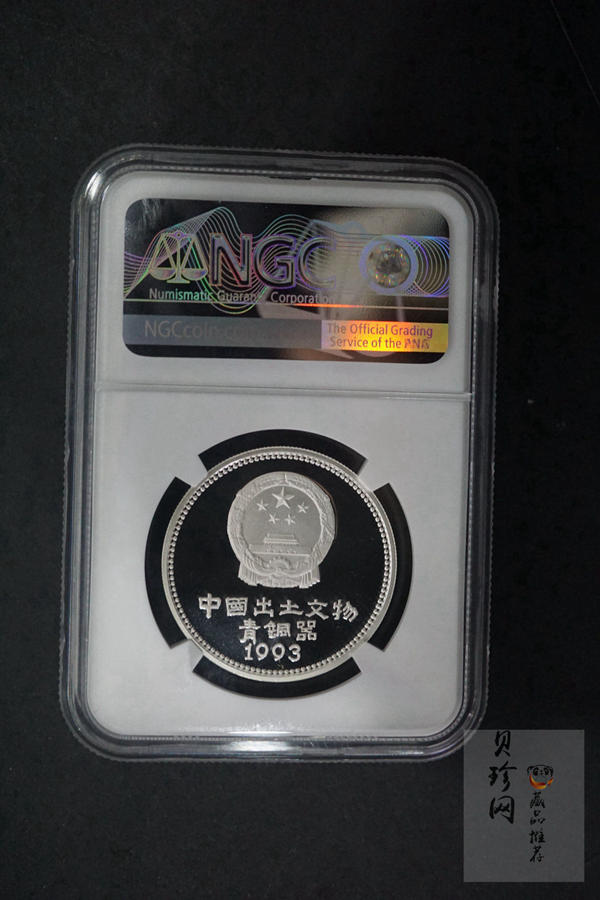 NGC
Numismatic Guaranty Corporation
NGCcoin.com
The Official Grading
Service of the ANA
中國出土文物
青銅器
1993
贝珍网
藏品推荐